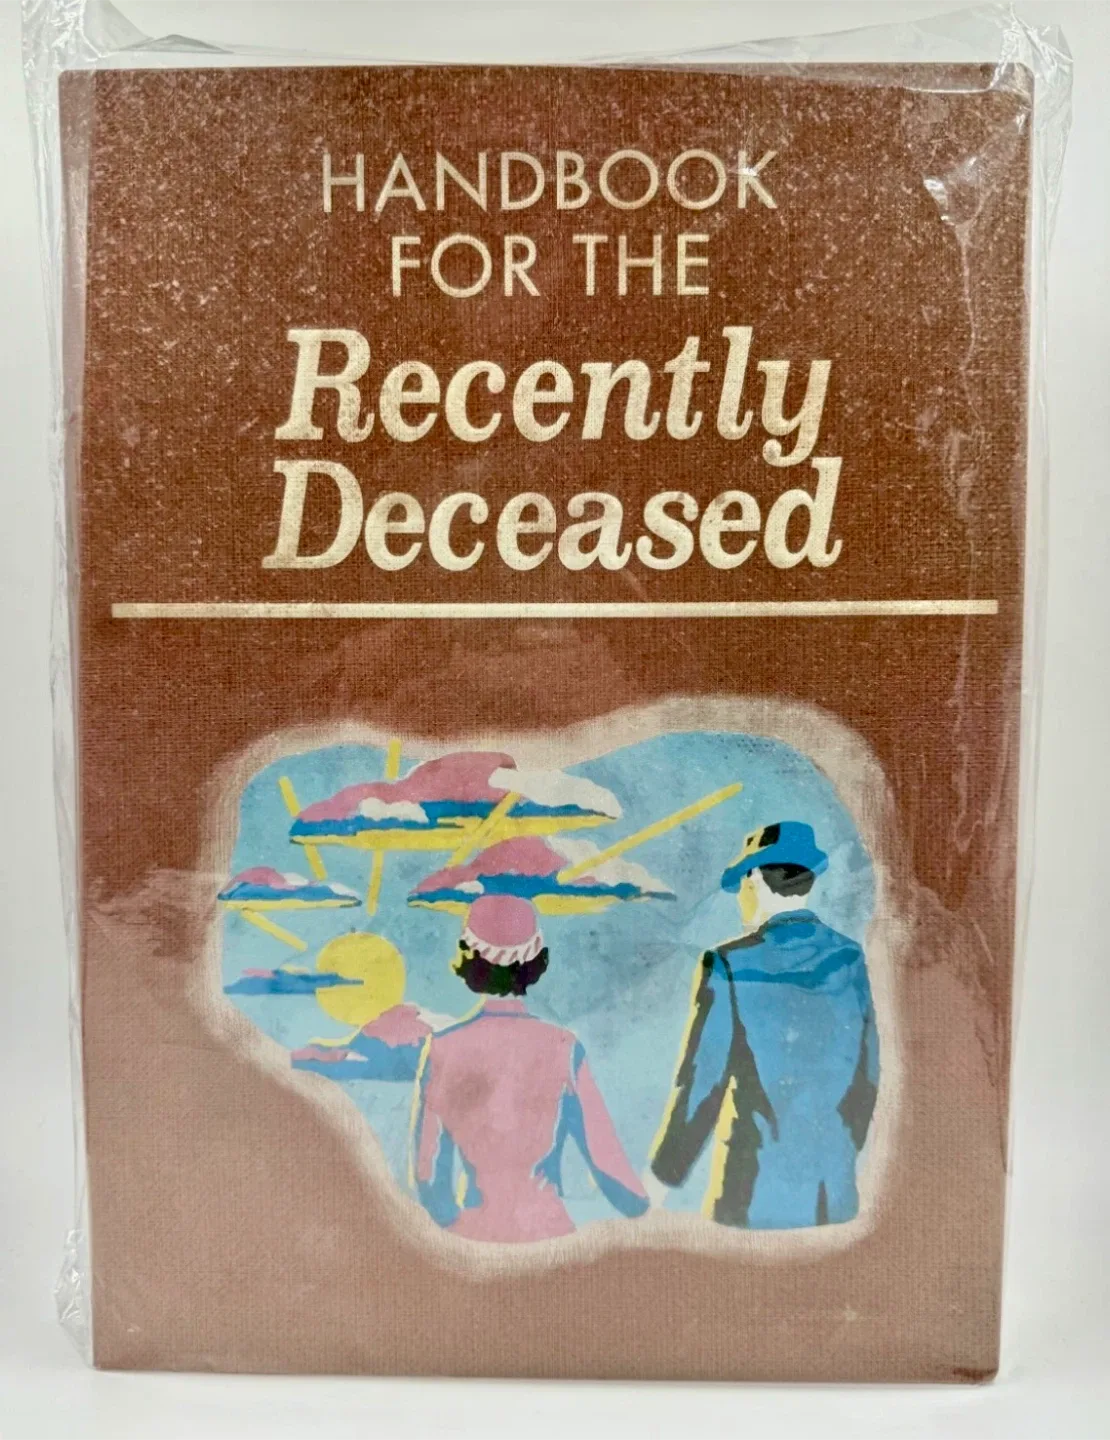 HANDBOOK
FOR THE
Recently
Deceased